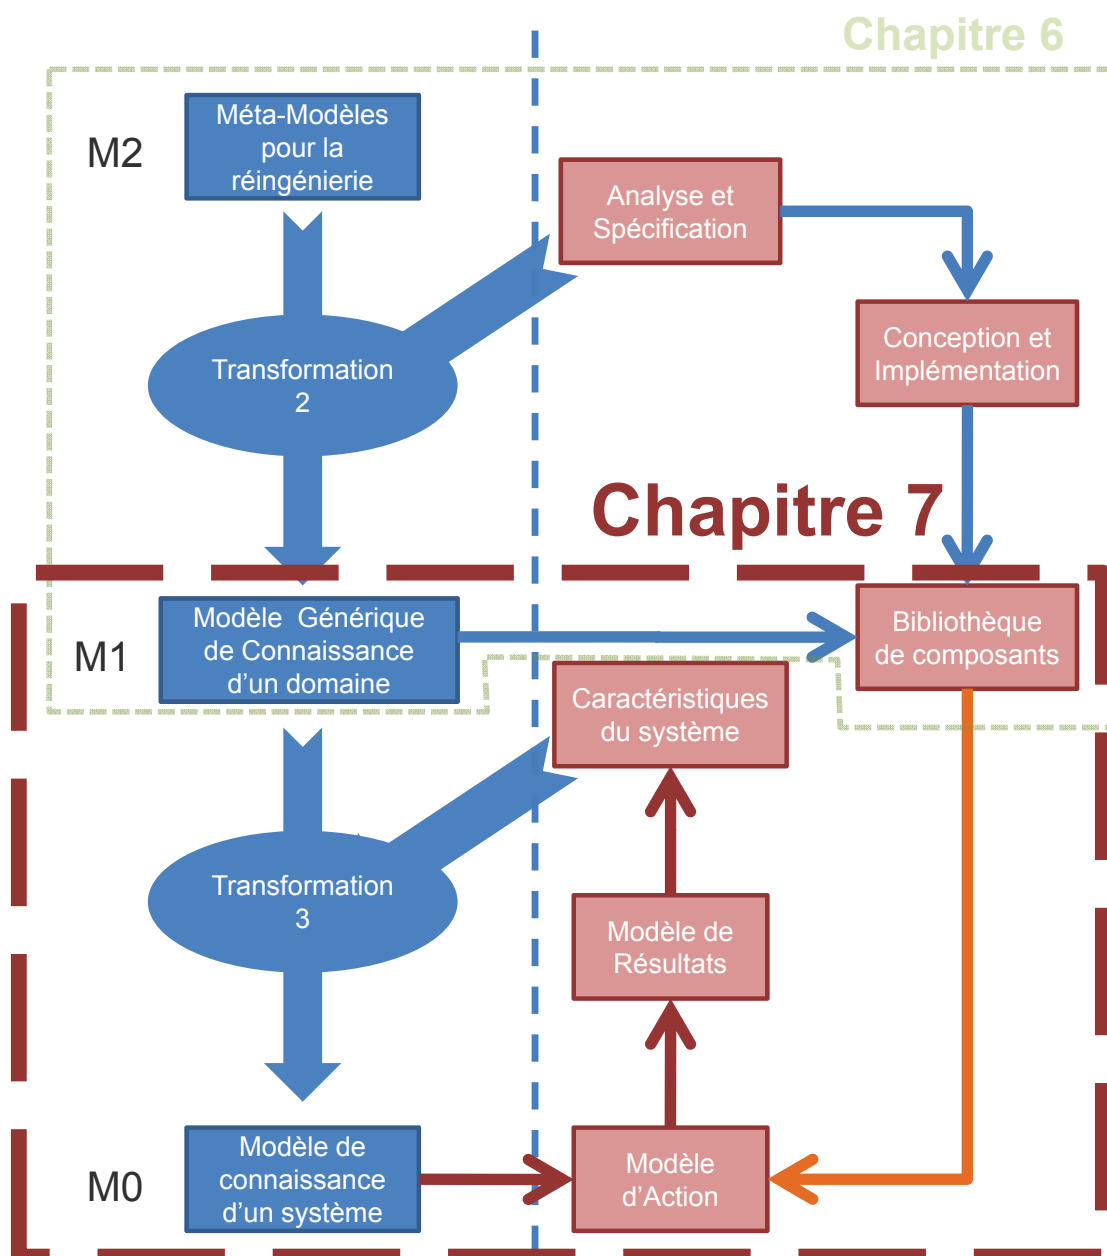 Chapitre 6
Méta-Modèles
pour la
réingénierie
M2
Analyse et
Spécification
Conception et
Implémentation
Transformation
2
Chapitre 7
Modèle Générique
de Connaissance
d'un domaine
M1
Bibliothèque
de composants
Caractéristiques
du système
Transformation
3
Modèle de
Résultats
Modèle de
connaissance
d'un système
M0
Modèle
d'Action